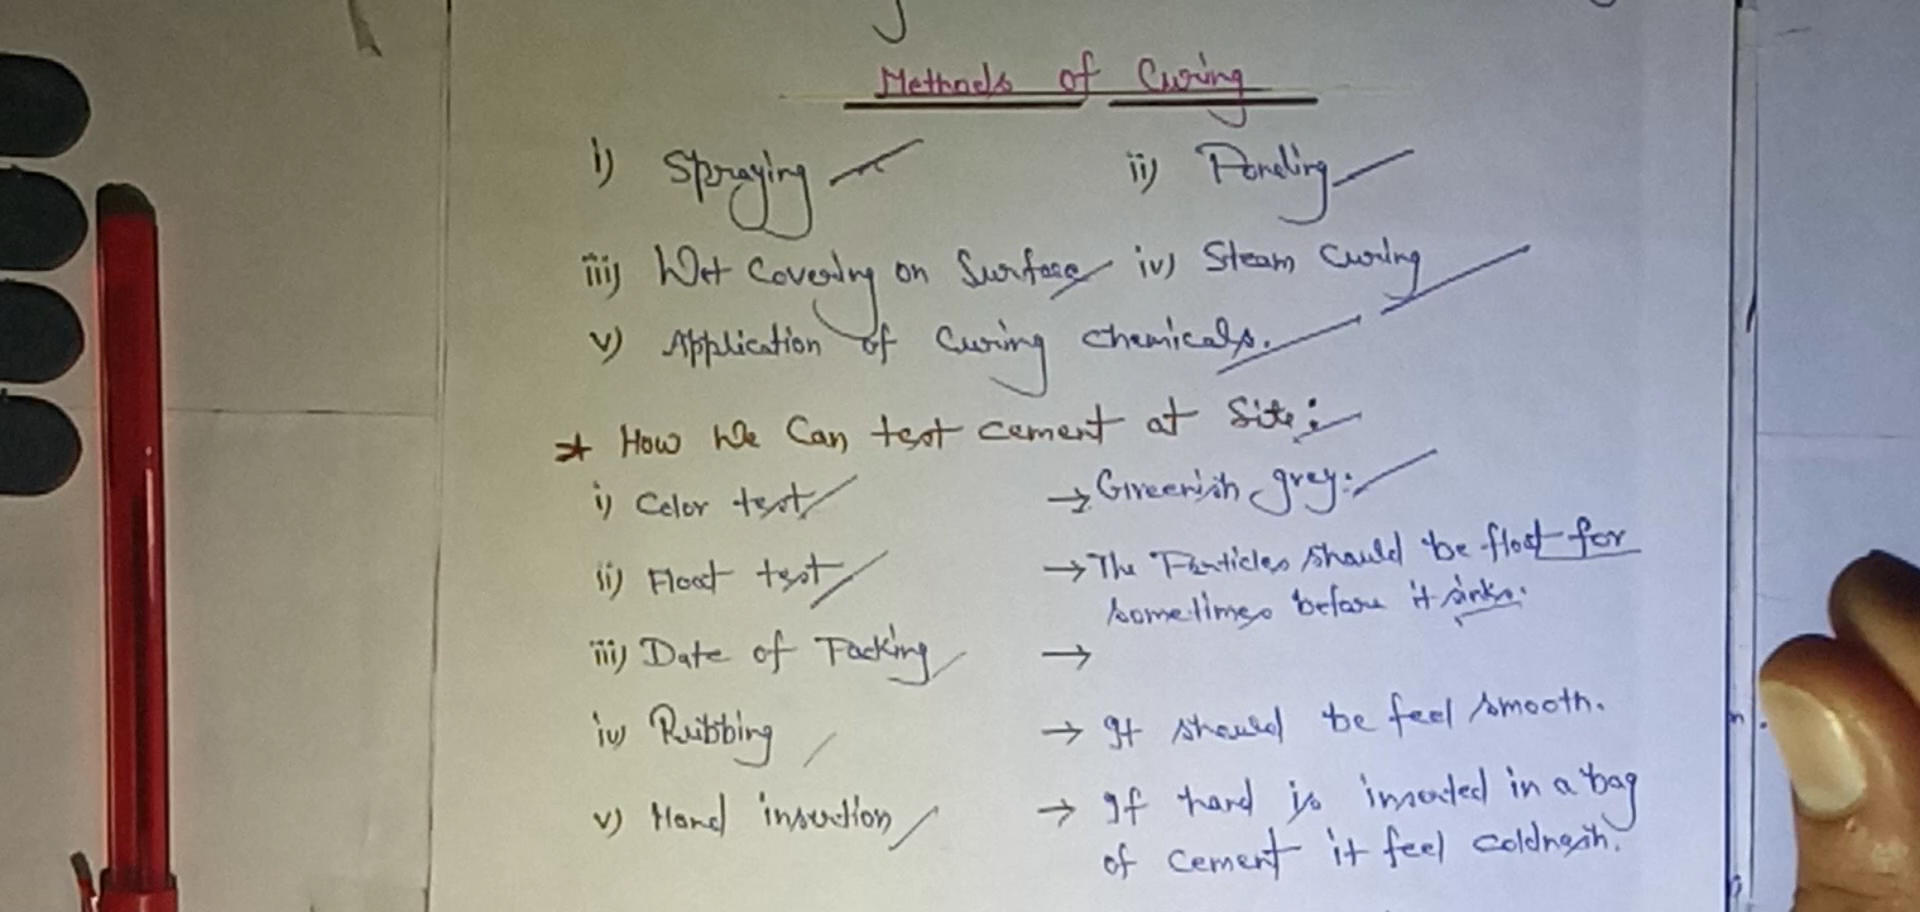 Methods of Curing
i) Spraying ii) Ponding
iii) Wet Covering on Surface iv) Steam Curing
v) Application of Curing chemicals.
* How We Can test cement at Site:
i) Color test → Greenish grey.
ii) Float test → The Particles should be float for
sometimes before it sinks.
iii) Date of Packing →
iv) Rubbing → It should be feel smooth.
v) Hand insertion → If hand is inserted in a bag
of cement it feel coldnesh.